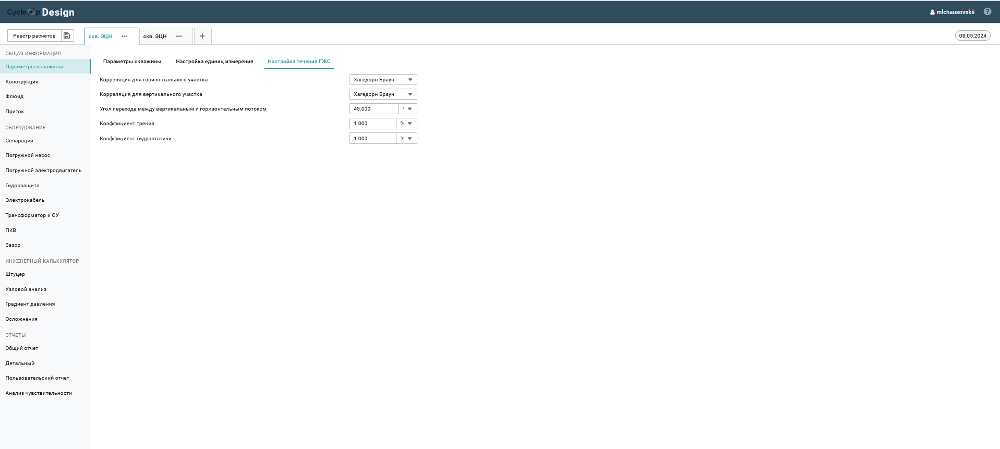 CycleOp Design
mlchausovskii
Реестр расчетов
скв. ЭЦН
скв. ЭЦН
08.05.2024
ОБЩАЯ ИНФОРМАЦИЯ
Параметры скважины
Конструкция
Флюид
Приток
ОБОРУДОВАНИЕ
Сепарация
Погружной насос
Погружной электродвигатель
Гидрозащита
Электрокабель
Трансформатор и СУ
ПКВ
Зазор
ИНЖЕНЕРНЫЙ КАЛЬКУЛЯТОР
Штуцер
Узловой анализ
Градиент давления
Осложнения
ОТЧЕТЫ
Общий отчет
Детальный
Пользовательский отчет
Анализ чувствительности
Параметры скважины Настройка единиц измерения Настройка течения ГЖС
Корреляция для горизонтального участка Хагедорн Браун
Корреляция для вертикального участка Хагедорн Браун
Угол перехода между вертикальным и горизонтальным потоком 45.000 °
Коэффициент трения 1.000 %
Коэффициент гидростатики 1.000 %